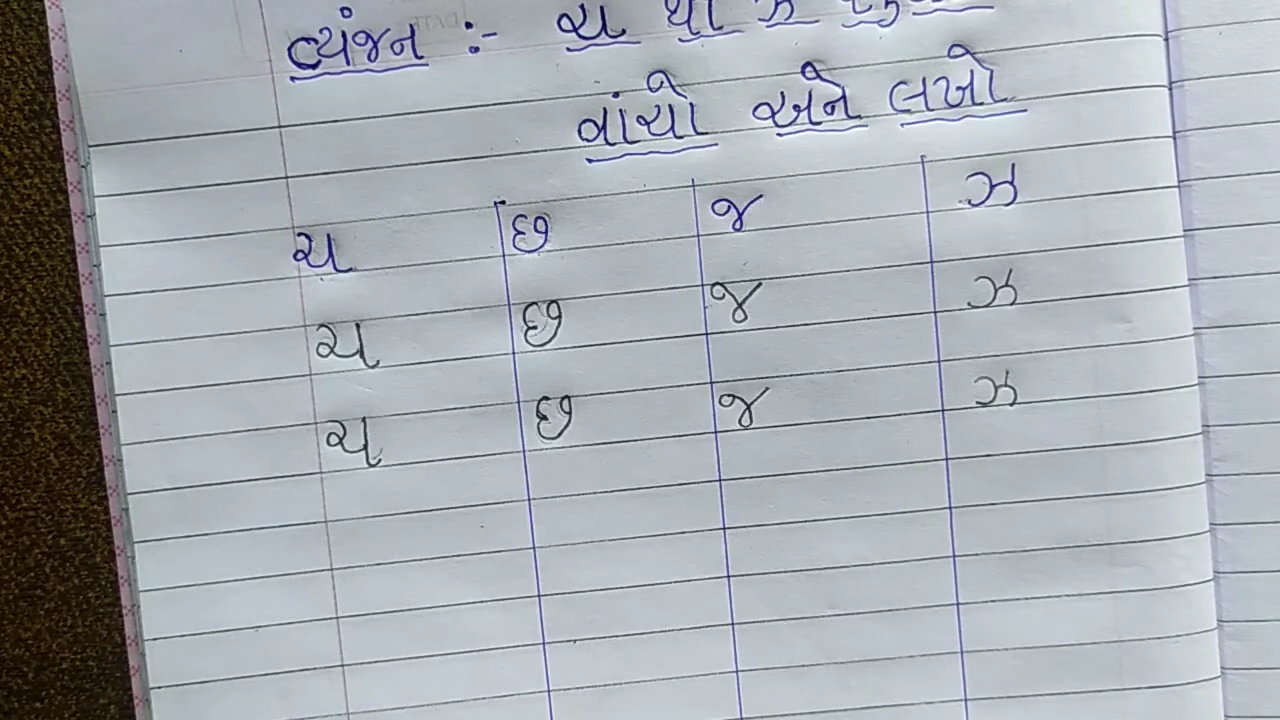 વ્યંજન :- ચ થી ઝ
વાંચો અને લખો
ચ છ જ ઝ
ચ છ જ ઝ
ચ છ જ ઝ